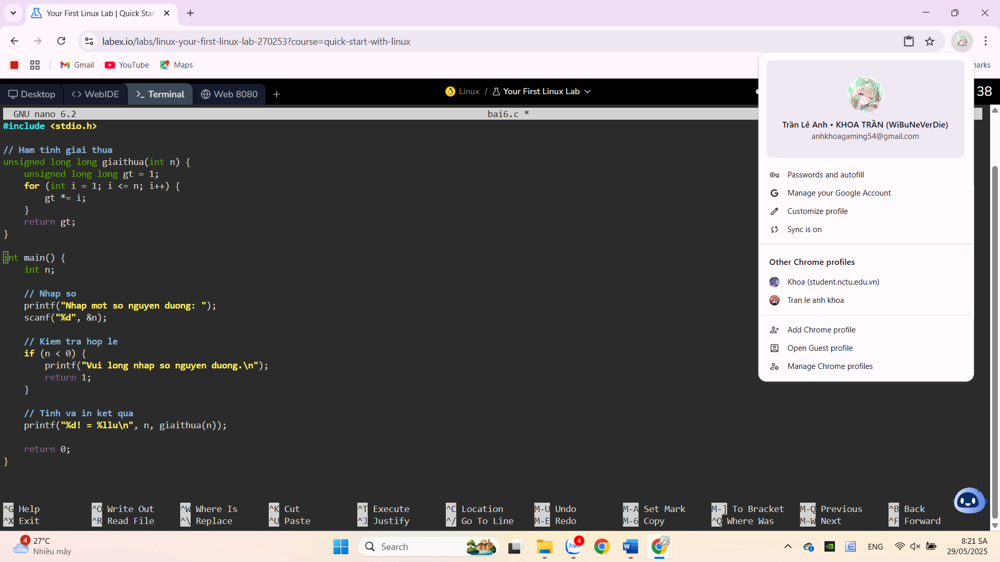 Your First Linux Lab | Quick Star
labex.io/labs/linux-your-first-linux-lab-270253?course=quick-start-with-linux
Gmail
YouTube
Maps
Desktop
<> WebIDE
>_ Terminal
Web 8080
Linux / Your First Linux Lab
38
GNU nano 6.2 bai6.c *
#include <stdio.h>
// Ham tinh giai thua
unsigned long long giaithua(int n) {
    unsigned long long gt = 1;
    for (int i = 1; i <= n; i++) {
        gt *= i;
    }
    return gt;
}
int main() {
    int n;
    // Nhap so
    printf("Nhap mot so nguyen duong: ");
    scanf("%d", &n);
    // Kiem tra hop le
    if (n < 0) {
        printf("Vui long nhap so nguyen duong.\n");
        return 1;
    }
    // Tinh va in ket qua
    printf("%d! = %llu\n", n, giaithua(n));
    return 0;
}
^G Help ^O Write Out ^W Where Is ^K Cut ^T Execute ^C Location M-U Undo M-A Set Mark M-] To Bracket M-Q Previous ^B Back
^X Exit ^R Read File ^\ Replace ^U Paste ^J Justify ^/ Go To Line M-E Redo M-6 Copy ^Q Where Was M-W Next ^F Forward
Trần Lê Anh • KHOA TRẦN (WiBuNeVerDie)
anhkhoagaming54@gmail.com
Passwords and autofill
Manage your Google Account
Customize profile
Sync is on
Other Chrome profiles
Khoa (student.nctu.edu.vn)
Tran le anh khoa
Add Chrome profile
Open Guest profile
Manage Chrome profiles
4
27°C
Nhiều mây
Search
Zalo
4
ENG
8:21 SA
29/05/2025